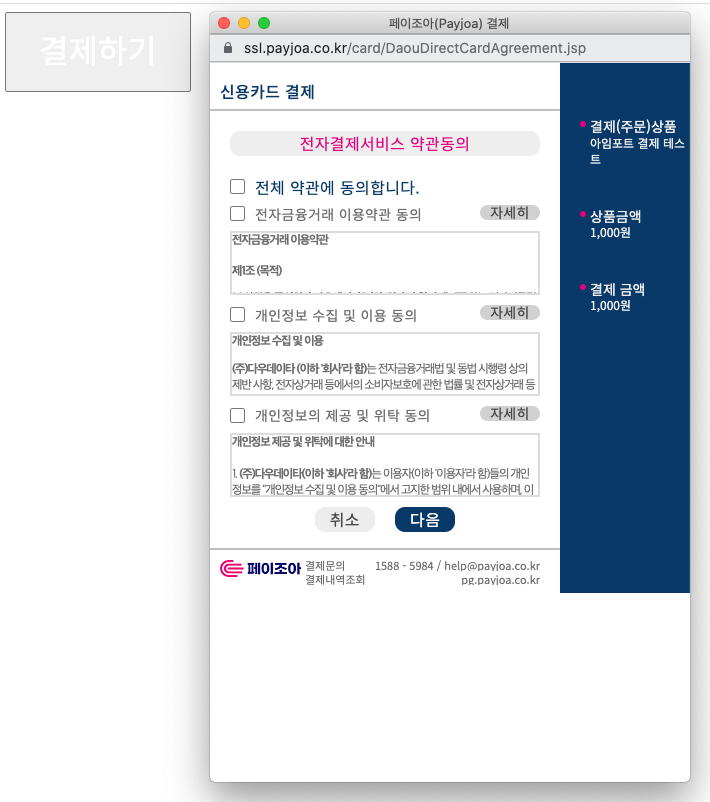 결제하기
페이조아(Payjoa) 결제
ssl.payjoa.co.kr/card/DaouDirectCardAgreement.jsp
신용카드 결제
전자결제서비스 약관동의
전체 약관에 동의합니다.
전자금융거래 이용약관 동의 자세히
전자금융거래 이용약관
제1조 (목적)
개인정보 수집 및 이용 동의 자세히
개인정보 수집 및 이용
(주)다우데이타 (이하 '회사'라 함)는 전자금융거래법 및 동법 시행령 상의
제반 사항, 전자상거래 등에서의 소비자보호에 관한 법률 및 전자상거래 등
개인정보의 제공 및 위탁 동의 자세히
개인정보 제공 및 위탁에 대한 안내
1. (주)다우데이타(이하 '회사'라 함)는 이용자(이하 '이용자'라 함)들의 개인
정보를 "개인정보 수집 및 이용 동의"에서 고지한 범위 내에서 사용하며, 이
취소 다음
페이조아
결제문의 1588 - 5984 / help@payjoa.co.kr
결제내역조회 pg.payjoa.co.kr
결제(주문)상품
아임포트 결제 테스
트
상품금액
1,000원
결제 금액
1,000원